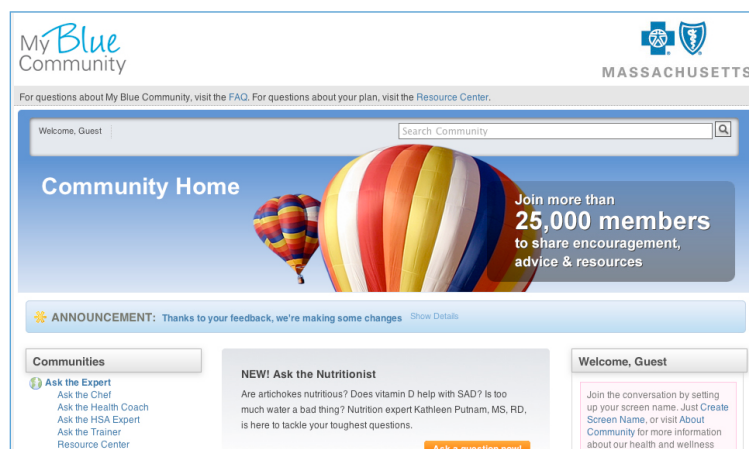 My Blue
Community
MASSACHUSETTS
For questions about My Blue Community, visit the FAQ. For questions about your plan, visit the Resource Center.
Welcome, Guest
Search Community
Community Home
Join more than
25,000 members
to share encouragement,
advice & resources
ANNOUNCEMENT: Thanks to your feedback, we're making some changes Show Details
Communities
Ask the Expert
Ask the Chef
Ask the Health Coach
Ask the HSA Expert
Ask the Trainer
Resource Center
NEW! Ask the Nutritionist
Are artichokes nutritious? Does vitamin D help with SAD? Is too
much water a bad thing? Nutrition expert Kathleen Putnam, MS, RD,
is here to tackle your toughest questions.
Ask a question now!
Welcome, Guest
Join the conversation by setting
up your screen name. Just Create
Screen Name, or visit About
Community for more information
about our health and wellness